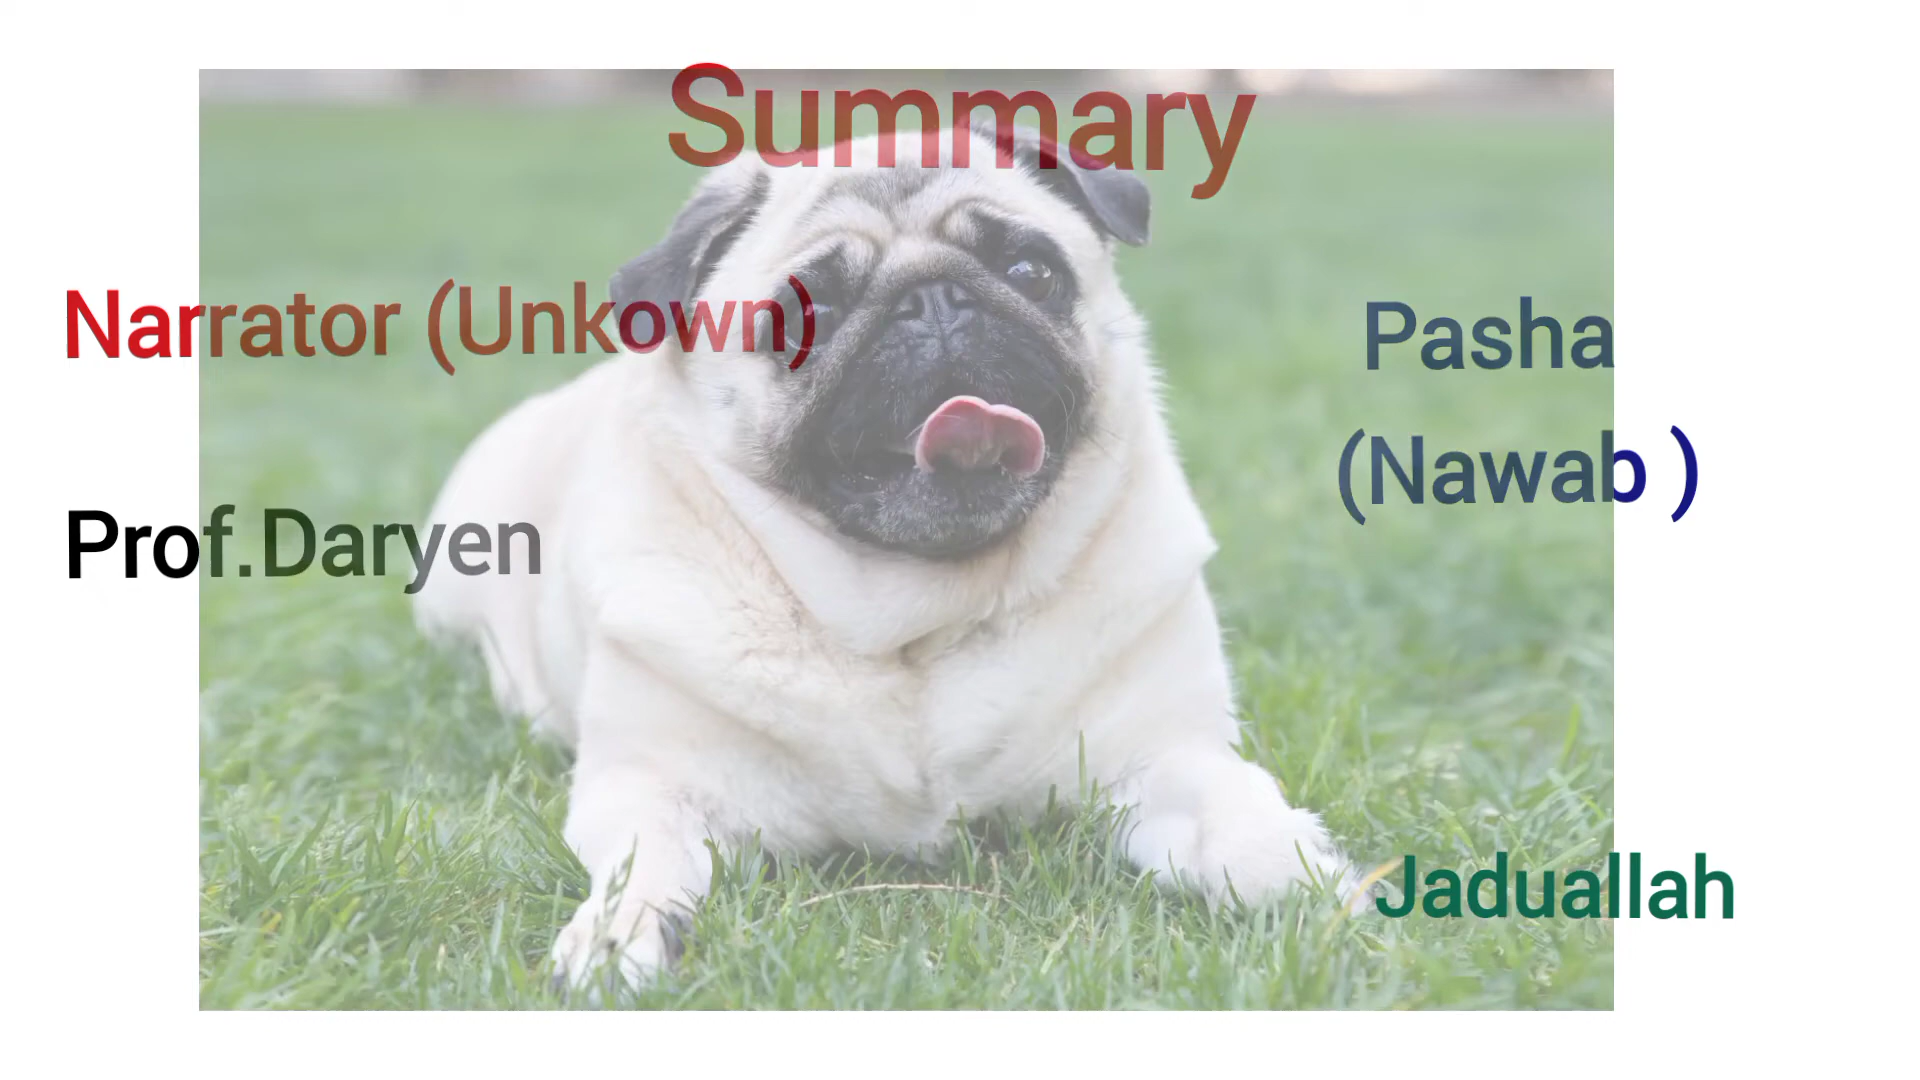 Summary
Narrator (Unkown)
Pasha
(Nawab )
Prof.Daryen
Jaduallah